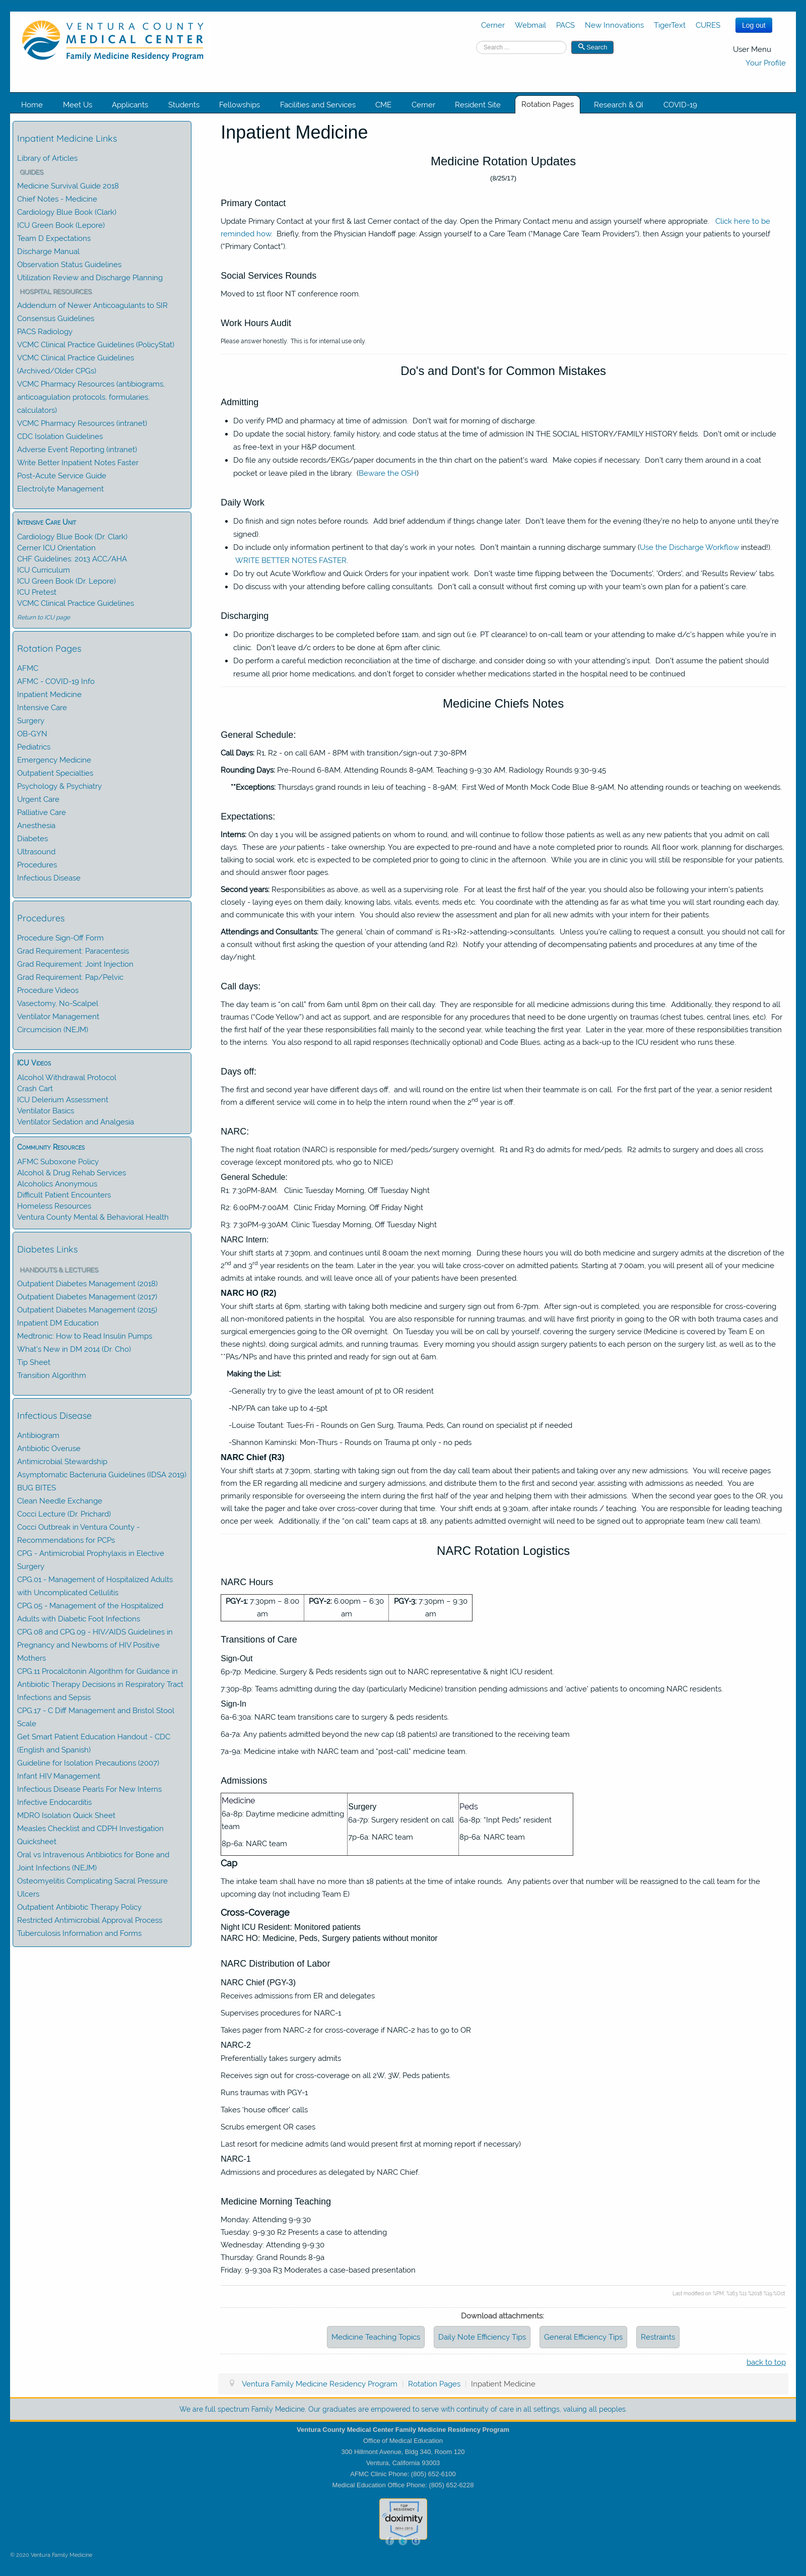 VENTURA COUNTY
MEDICAL CENTER
Family Medicine Residency Program
Cerner Webmail PACS New Innovations TigerText CURES
Log out
Search ... Search
User Menu
Your Profile
Home Meet Us Applicants Students Fellowships Facilities and Services CME Cerner Resident Site Rotation Pages Research & QI COVID-19
Inpatient Medicine Links
Library of Articles
GUIDES
Medicine Survival Guide 2018
Chief Notes - Medicine
Cardiology Blue Book (Clark)
ICU Green Book (Lepore)
Team D Expectations
Discharge Manual
Observation Status Guidelines
Utilization Review and Discharge Planning
HOSPITAL RESOURCES
Addendum of Newer Anticoagulants to SIR
Consensus Guidelines
PACS Radiology
VCMC Clinical Practice Guidelines (PolicyStat)
VCMC Clinical Practice Guidelines
(Archived/Older CPGs)
VCMC Pharmacy Resources (antibiograms,
anticoagulation protocols, formularies,
calculators)
VCMC Pharmacy Resources (intranet)
CDC Isolation Guidelines
Adverse Event Reporting (intranet)
Write Better Inpatient Notes Faster
Post-Acute Service Guide
Electrolyte Management
Intensive Care Unit
Cardiology Blue Book (Dr. Clark)
Cerner ICU Orientation
CHF Guidelines: 2013 ACC/AHA
ICU Curriculum
ICU Green Book (Dr. Lepore)
ICU Pretest
VCMC Clinical Practice Guidelines
Return to ICU page
Rotation Pages
AFMC
AFMC - COVID-19 Info
Inpatient Medicine
Intensive Care
Surgery
OB-GYN
Pediatrics
Emergency Medicine
Outpatient Specialties
Psychology & Psychiatry
Urgent Care
Palliative Care
Anesthesia
Diabetes
Ultrasound
Procedures
Infectious Disease
Procedures
Procedure Sign-Off Form
Grad Requirement: Paracentesis
Grad Requirement: Joint Injection
Grad Requirement: Pap/Pelvic
Procedure Videos
Vasectomy, No-Scalpel
Ventilator Management
Circumcision (NEJM)
ICU Videos
Alcohol Withdrawal Protocol
Crash Cart
ICU Delerium Assessment
Ventilator Basics
Ventilator Sedation and Analgesia
Community Resources
AFMC Suboxone Policy
Alcohol & Drug Rehab Services
Alcoholics Anonymous
Difficult Patient Encounters
Homeless Resources
Ventura County Mental & Behavioral Health
Diabetes Links
HANDOUTS & LECTURES
Outpatient Diabetes Management (2018)
Outpatient Diabetes Management (2017)
Outpatient Diabetes Management (2015)
Inpatient DM Education
Medtronic: How to Read Insulin Pumps
What's New in DM 2014 (Dr. Cho)
Tip Sheet
Transition Algorithm
Infectious Disease
Antibiogram
Antibiotic Overuse
Antimicrobial Stewardship
Asymptomatic Bacteriuria Guidelines (IDSA 2019)
BUG BITES
Clean Needle Exchange
Cocci Lecture (Dr. Prichard)
Cocci Outbreak in Ventura County -
Recommendations for PCPs
CPG - Antimicrobial Prophylaxis in Elective
Surgery
CPG.01 - Management of Hospitalized Adults
with Uncomplicated Cellulitis
CPG.05 - Management of the Hospitalized
Adults with Diabetic Foot Infections
CPG.08 and CPG.09 - HIV/AIDS Guidelines in
Pregnancy and Newborns of HIV Positive
Mothers
CPG.11 Procalcitonin Algorithm for Guidance in
Antibiotic Therapy Decisions in Respiratory Tract
Infections and Sepsis
CPG.17 - C Diff Management and Bristol Stool
Scale
Get Smart Patient Education Handout - CDC
(English and Spanish)
Guideline for Isolation Precautions (2007)
Infant HIV Management
Infectious Disease Pearls For New Interns
Infective Endocarditis
MDRO Isolation Quick Sheet
Measles Checklist and CDPH Investigation
Quicksheet
Oral vs Intravenous Antibiotics for Bone and
Joint Infections (NEJM)
Osteomyelitis Complicating Sacral Pressure
Ulcers
Outpatient Antibiotic Therapy Policy
Restricted Antimicrobial Approval Process
Tuberculosis Information and Forms
Inpatient Medicine
Medicine Rotation Updates
(8/25/17)
Primary Contact
Update Primary Contact at your first & last Cerner contact of the day. Open the Primary Contact menu and assign yourself where appropriate. Click here to be
reminded how. Briefly, from the Physician Handoff page: Assign yourself to a Care Team ("Manage Care Team Providers"), then Assign your patients to yourself
("Primary Contact").
Social Services Rounds
Moved to 1st floor NT conference room.
Work Hours Audit
Please answer honestly. This is for internal use only.
Do's and Dont's for Common Mistakes
Admitting
Do verify PMD and pharmacy at time of admission. Don't wait for morning of discharge.
Do update the social history, family history, and code status at the time of admission IN THE SOCIAL HISTORY/FAMILY HISTORY fields. Don't omit or include
as free-text in your H&P document.
Do file any outside records/EKGs/paper documents in the thin chart on the patient's ward. Make copies if necessary. Don't carry them around in a coat
pocket or leave piled in the library. (Beware the OSH)
Daily Work
Do finish and sign notes before rounds. Add brief addendum if things change later. Don't leave them for the evening (they're no help to anyone until they're
signed).
Do include only information pertinent to that day's work in your notes. Don't maintain a running discharge summary (Use the Discharge Workflow instead!).
WRITE BETTER NOTES FASTER.
Do try out Acute Workflow and Quick Orders for your inpatient work. Don't waste time flipping between the 'Documents', 'Orders', and 'Results Review' tabs.
Do discuss with your attending before calling consultants. Don't call a consult without first coming up with your team's own plan for a patient's care.
Discharging
Do prioritize discharges to be completed before 11am, and sign out (i.e. PT clearance) to on-call team or your attending to make d/c's happen while you're in
clinic. Don't leave d/c orders to be done at 6pm after clinic.
Do perform a careful mediction reconciliation at the time of discharge, and consider doing so with your attending's input. Don't assume the patient should
resume all prior home medications, and don't forget to consider whether medications started in the hospital need to be continued
Medicine Chiefs Notes
General Schedule:
Call Days: R1, R2 - on call 6AM - 8PM with transition/sign-out 7:30-8PM
Rounding Days: Pre-Round 6-8AM, Attending Rounds 8-9AM, Teaching 9-9:30 AM, Radiology Rounds 9:30-9:45
**Exceptions: Thursdays grand rounds in leiu of teaching - 8-9AM; First Wed of Month Mock Code Blue 8-9AM, No attending rounds or teaching on weekends.
Expectations:
Interns: On day 1 you will be assigned patients on whom to round, and will continue to follow those patients as well as any new patients that you admit on call
days. These are your patients - take ownership. You are expected to pre-round and have a note completed prior to rounds. All floor work, planning for discharges,
talking to social work, etc is expected to be completed prior to going to clinic in the afternoon. While you are in clinic you will still be responsible for your patients,
and should answer floor pages.
Second years: Responsibilities as above, as well as a supervising role. For at least the first half of the year, you should also be following your intern's patients
closely - laying eyes on them daily, knowing labs, vitals, events, meds etc. You coordinate with the attending as far as what time you will start rounding each day,
and communicate this with your intern. You should also review the assessment and plan for all new admits with your intern for their patients.
Attendings and Consultants: The general 'chain of command' is R1->R2->attending->consultants. Unless you're calling to request a consult, you should not call for
a consult without first asking the question of your attending (and R2). Notify your attending of decompensating patients and procedures at any time of the
day/night.
Call days:
The day team is "on call" from 6am until 8pm on their call day. They are responsible for all medicine admissions during this time. Additionally, they respond to all
traumas ("Code Yellow") and act as support, and are responsible for any procedures that need to be done urgently on traumas (chest tubes, central lines, etc). For
the first half of the year these responsibilities fall mainly to the second year, while teaching the first year. Later in the year, more of these responsibilities transition
to the interns. You also respond to all rapid responses (technically optional) and Code Blues, acting as a back-up to the ICU resident who runs these.
Days off:
The first and second year have different days off, and will round on the entire list when their teammate is on call. For the first part of the year, a senior resident
from a different service will come in to help the intern round when the 2nd year is off.
NARC:
The night float rotation (NARC) is responsible for med/peds/surgery overnight. R1 and R3 do admits for med/peds. R2 admits to surgery and does all cross
coverage (except monitored pts, who go to NICE)
General Schedule:
R1: 7:30PM-8AM. Clinic Tuesday Morning, Off Tuesday Night
R2: 6:00PM-7:00AM. Clinic Friday Morning, Off Friday Night
R3: 7:30PM-9:30AM. Clinic Tuesday Morning, Off Tuesday Night
NARC Intern:
Your shift starts at 7:30pm, and continues until 8:00am the next morning. During these hours you will do both medicine and surgery admits at the discretion of the
2nd and 3rd year residents on the team. Later in the year, you will take cross-cover on admitted patients. Starting at 7:00am, you will present all of your medicine
admits at intake rounds, and will leave once all of your patients have been presented.
NARC HO (R2)
Your shift starts at 6pm, starting with taking both medicine and surgery sign out from 6-7pm. After sign-out is completed, you are responsible for cross-covering
all non-monitored patients in the hospital. You are also responsible for running traumas, and will have first priority in going to the OR with both trauma cases and
surgical emergencies going to the OR overnight. On Tuesday you will be on call by yourself, covering the surgery service (Medicine is covered by Team E on
these nights), doing surgical admits, and running traumas. Every morning you should assign surgery patients to each person on the surgery list, as well as the
**PAs/NPs and have this printed and ready for sign out at 6am.
Making the List:
-Generally try to give the least amount of pt to OR resident
-NP/PA can take up to 4-5pt
-Louise Toutant: Tues-Fri - Rounds on Gen Surg, Trauma, Peds, Can round on specialist pt if needed
-Shannon Kaminski: Mon-Thurs - Rounds on Trauma pt only - no peds
NARC Chief (R3)
Your shift starts at 7:30pm, starting with taking sign out from the day call team about their patients and taking over any new admissions. You will receive pages
from the ER regarding all medicine and surgery admissions, and distribute them to the first and second year, assisting with admissions as needed. You are
primarily responsible for overseeing the intern during the first half of the year and helping them with their admissions. When the second year goes to the OR, you
will take the pager and take over cross-cover during that time. Your shift ends at 9:30am, after intake rounds / teaching. You are responsible for leading teaching
once per week. Additionally, if the "on call" team caps at 18, any patients admitted overnight will need to be signed out to appropriate team (new call team).
NARC Rotation Logistics
NARC Hours
PGY-1: 7:30pm – 8:00 am PGY-2: 6:00pm – 6:30 am PGY-3: 7:30pm – 9:30 am
Transitions of Care
Sign-Out
6p-7p: Medicine, Surgery & Peds residents sign out to NARC representative & night ICU resident.
7:30p-8p: Teams admitting during the day (particularly Medicine) transition pending admissions and 'active' patients to oncoming NARC residents.
Sign-In
6a-6:30a: NARC team transitions care to surgery & peds residents.
6a-7a: Any patients admitted beyond the new cap (18 patients) are transitioned to the receiving team
7a-9a: Medicine intake with NARC team and "post-call" medicine team.
Admissions
Medicine
6a-8p: Daytime medicine admitting
team
8p-6a: NARC team
Surgery
6a-7p: Surgery resident on call
7p-6a: NARC team
Peds
6a-8p: "Inpt Peds" resident
8p-6a: NARC team
Cap
The intake team shall have no more than 18 patients at the time of intake rounds. Any patients over that number will be reassigned to the call team for the
upcoming day (not including Team E)
Cross-Coverage
Night ICU Resident: Monitored patients
NARC HO: Medicine, Peds, Surgery patients without monitor
NARC Distribution of Labor
NARC Chief (PGY-3)
Receives admissions from ER and delegates
Supervises procedures for NARC-1
Takes pager from NARC-2 for cross-coverage if NARC-2 has to go to OR
NARC-2
Preferentially takes surgery admits
Receives sign out for cross-coverage on all 2W, 3W, Peds patients.
Runs traumas with PGY-1
Takes 'house officer' calls
Scrubs emergent OR cases
Last resort for medicine admits (and would present first at morning report if necessary)
NARC-1
Admissions and procedures as delegated by NARC Chief.
Medicine Morning Teaching
Monday: Attending 9-9:30
Tuesday: 9-9:30 R2 Presents a case to attending
Wednesday: Attending 9-9:30
Thursday: Grand Rounds 8-9a
Friday: 9-9:30a R3 Moderates a case-based presentation
Download attachments:
Medicine Teaching Topics Daily Note Efficiency Tips General Efficiency Tips Restraints
back to top
Ventura Family Medicine Residency Program | Rotation Pages | Inpatient Medicine
We are full spectrum Family Medicine. Our graduates are empowered to serve with continuity of care in all settings, valuing all peoples.
Ventura County Medical Center Family Medicine Residency Program
Office of Medical Education
300 Hillmont Avenue, Bldg 340, Room 120
Ventura, California 93003
AFMC Clinic Phone: (805) 652-6100
Medical Education Office Phone: (805) 652-6228
TOP
RESIDENCY
doximity
2014-2015
© 2020 Ventura Family Medicine